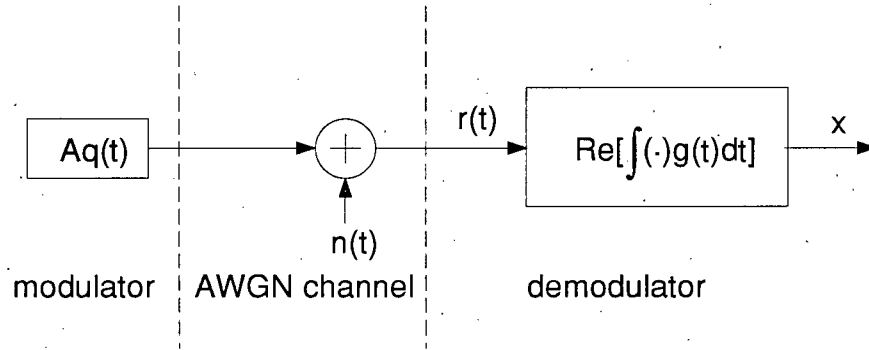 Aq(t)
r(t)
Re[∫(·)g(t)dt]
x
n(t)
modulator
AWGN channel
demodulator